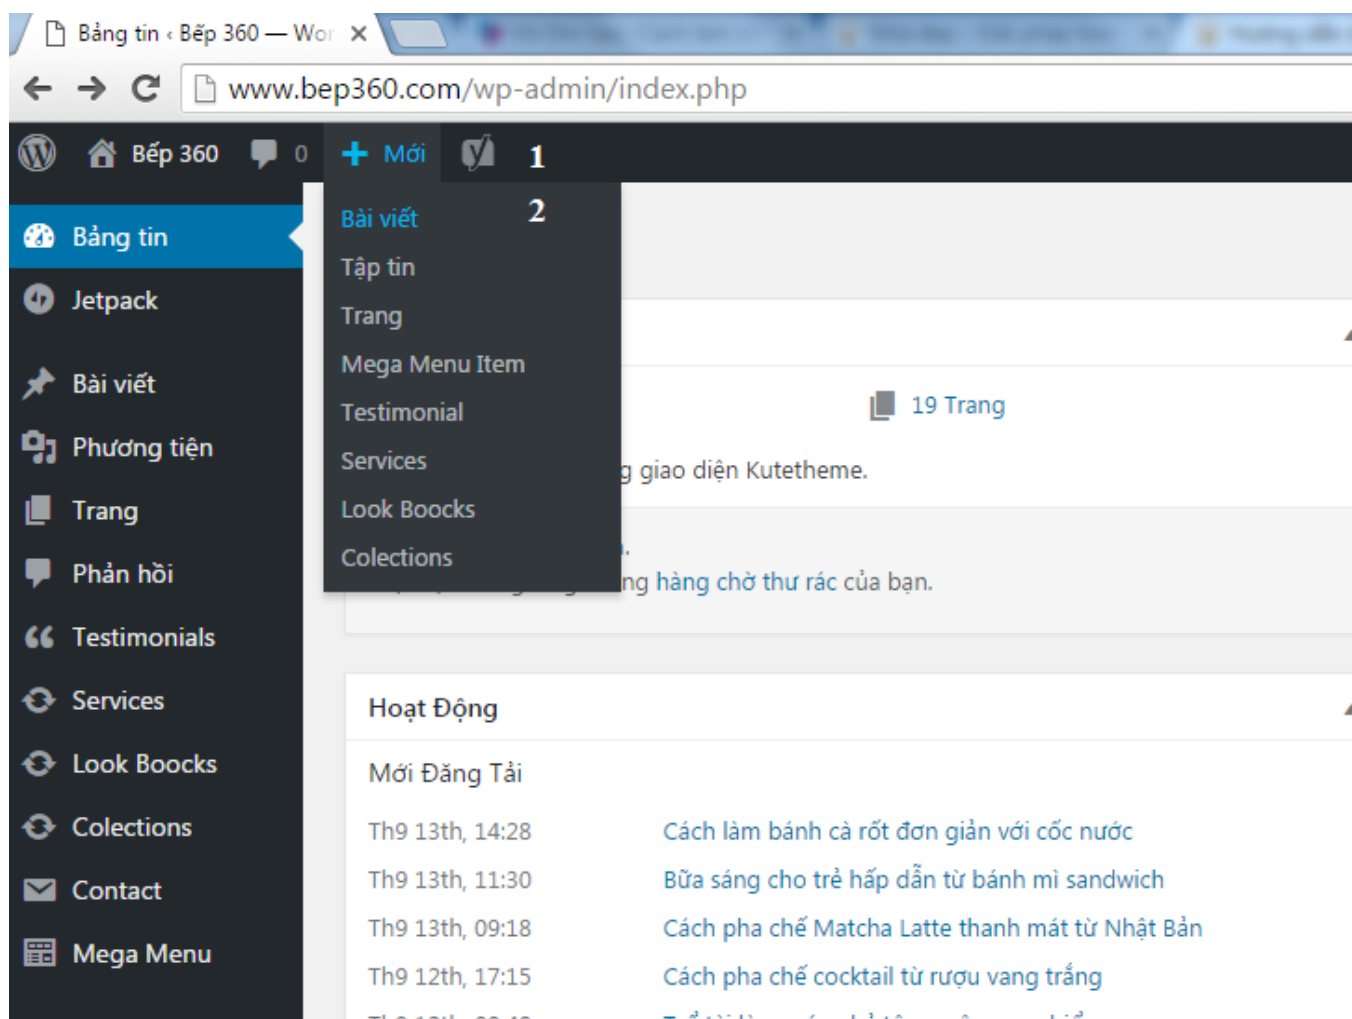 Bảng tin ‹ Bếp 360 — Wor
www.bep360.com/wp-admin/index.php
Bếp 360 0 Mới 1
Bài viết 2
Tập tin
Trang
Mega Menu Item
Testimonial
Services
Look Boocks
Colections
Bảng tin
Jetpack
Bài viết
Phương tiện
Trang
Phản hồi
Testimonials
Services
Look Boocks
Colections
Contact
Mega Menu
19 Trang
g giao diện Kutetheme.
ng hàng chờ thư rác của bạn.
Hoạt Động
Mới Đăng Tải
Th9 13th, 14:28 Cách làm bánh cà rốt đơn giản với cốc nước
Th9 13th, 11:30 Bữa sáng cho trẻ hấp dẫn từ bánh mì sandwich
Th9 13th, 09:18 Cách pha chế Matcha Latte thanh mát từ Nhật Bản
Th9 12th, 17:15 Cách pha chế cocktail từ rượu vang trắng